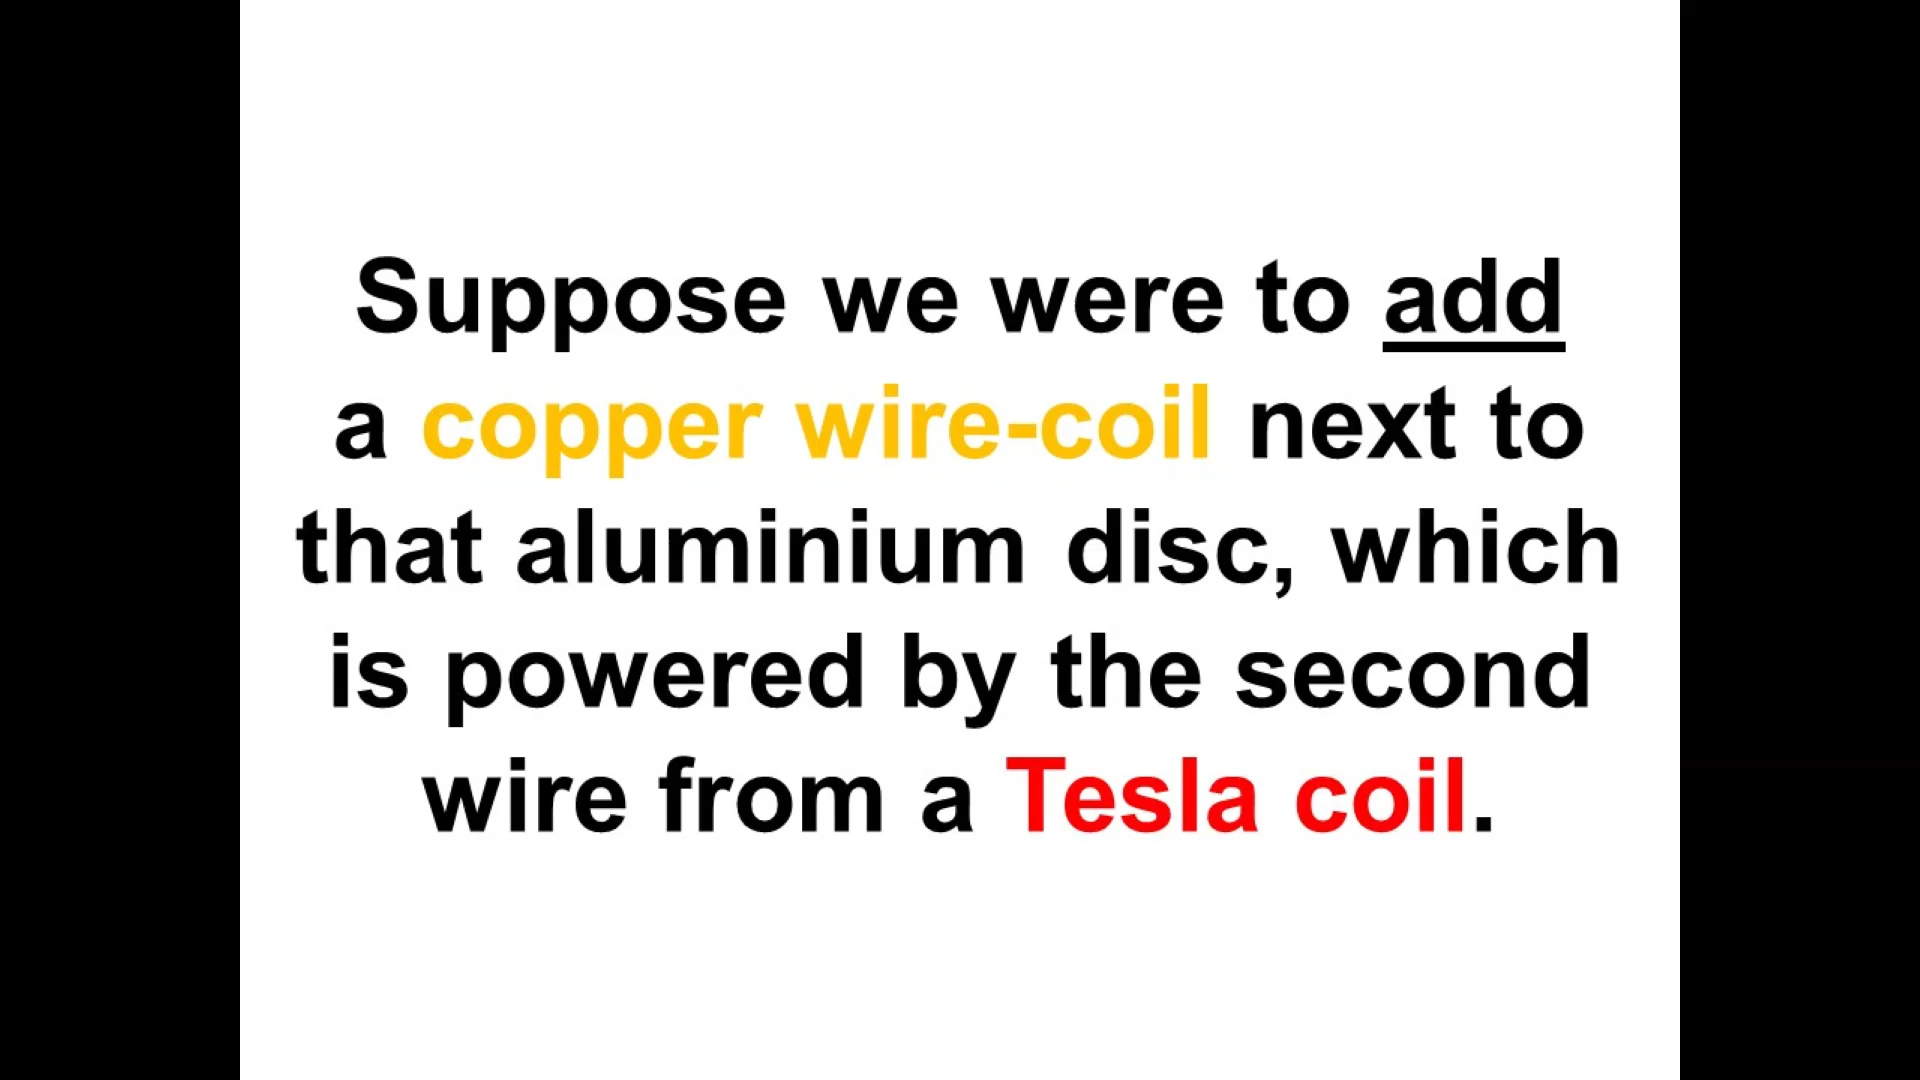 Suppose we were to add
a copper wire-coil next to
that aluminium disc, which
is powered by the second
wire from a Tesla coil.